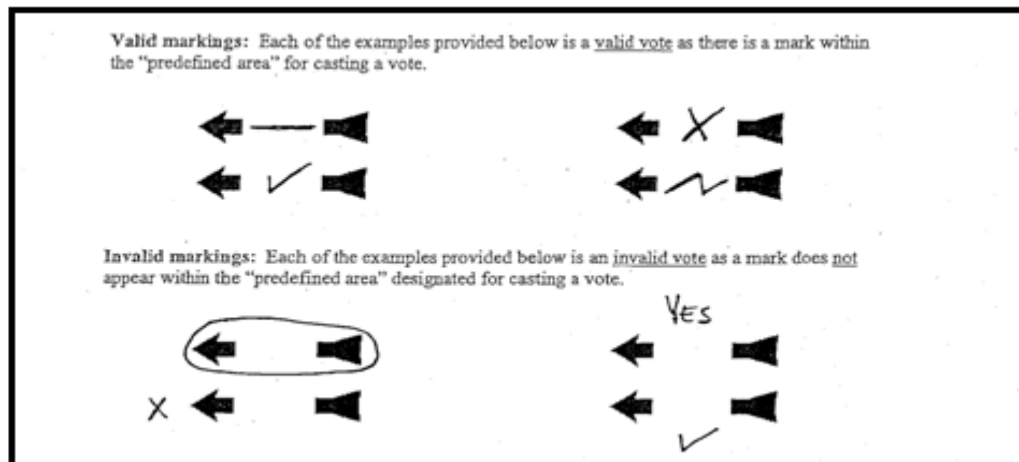 Valid markings: Each of the examples provided below is a valid vote as there is a mark within
the “predefined area” for casting a vote.
X
Invalid markings: Each of the examples provided below is an invalid vote as a mark does not
appear within the “predefined area” designated for casting a vote.
YES
X